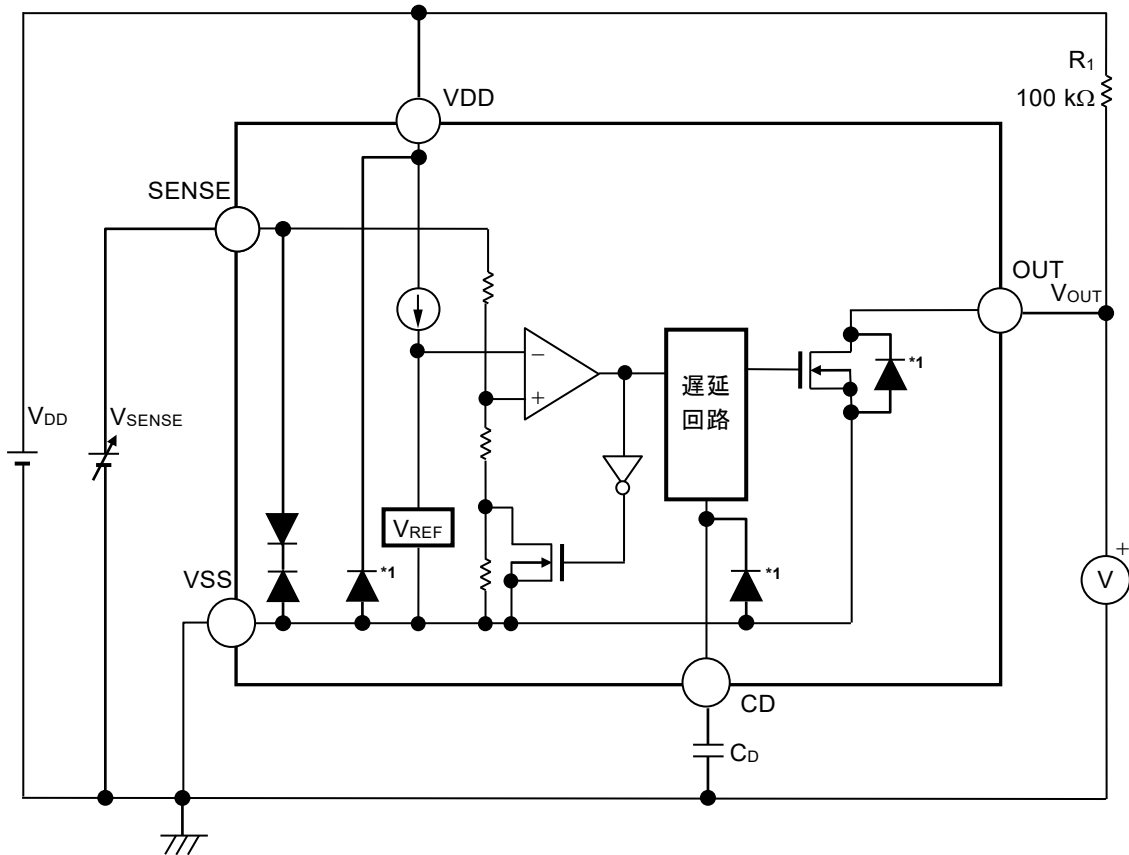 R1
100 kΩ
VDD
SENSE
OUT
VOUT
*1
遅延
回路
−
+
VDD
VSENSE
VREF
VSS
*1
*1
+
V
CD
CD